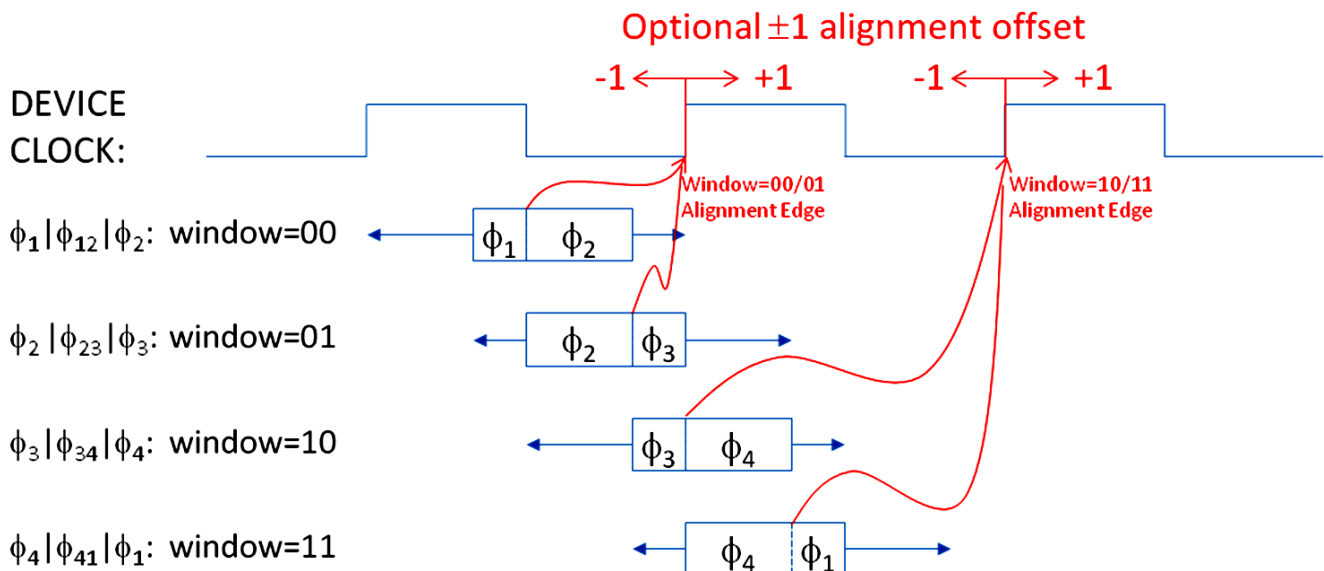 Optional ±1 alignment offset
-1 +1 -1 +1
DEVICE
CLOCK:
Window=00/01
Alignment Edge
Window=10/11
Alignment Edge
ϕ₁|ϕ₁₂|ϕ₂: window=00
ϕ₁ ϕ₂
ϕ₂|ϕ₂₃|ϕ₃: window=01
ϕ₂ ϕ₃
ϕ₃|ϕ₃₄|ϕ₄: window=10
ϕ₃ ϕ₄
ϕ₄|ϕ₄₁|ϕ₁: window=11
ϕ₄ ϕ₁